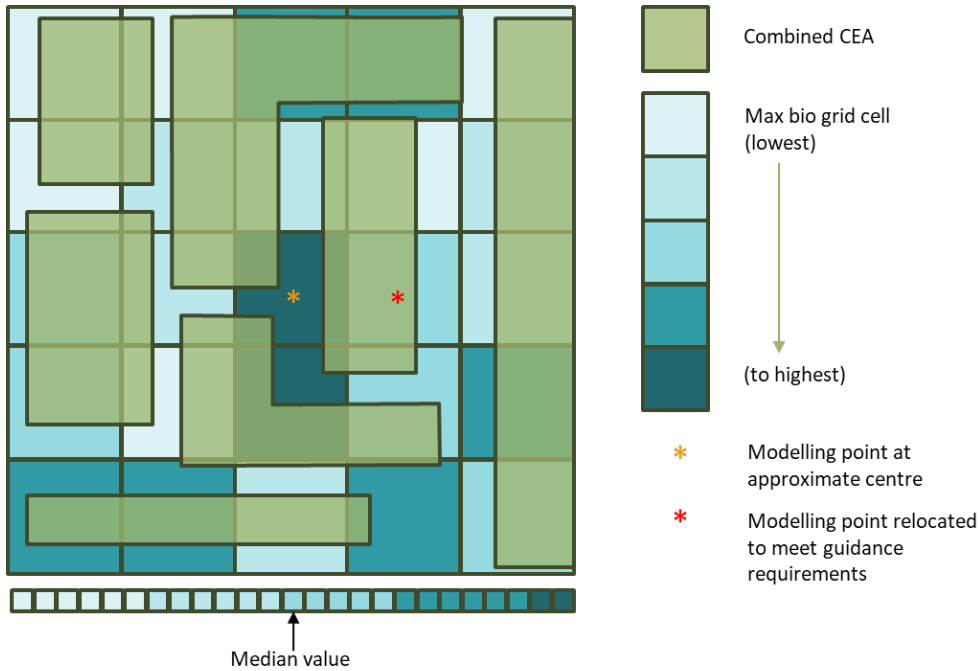 Combined CEA
Max bio grid cell
(lowest)
(to highest)
* Modelling point at
approximate centre
* Modelling point relocated
to meet guidance
requirements
Median value